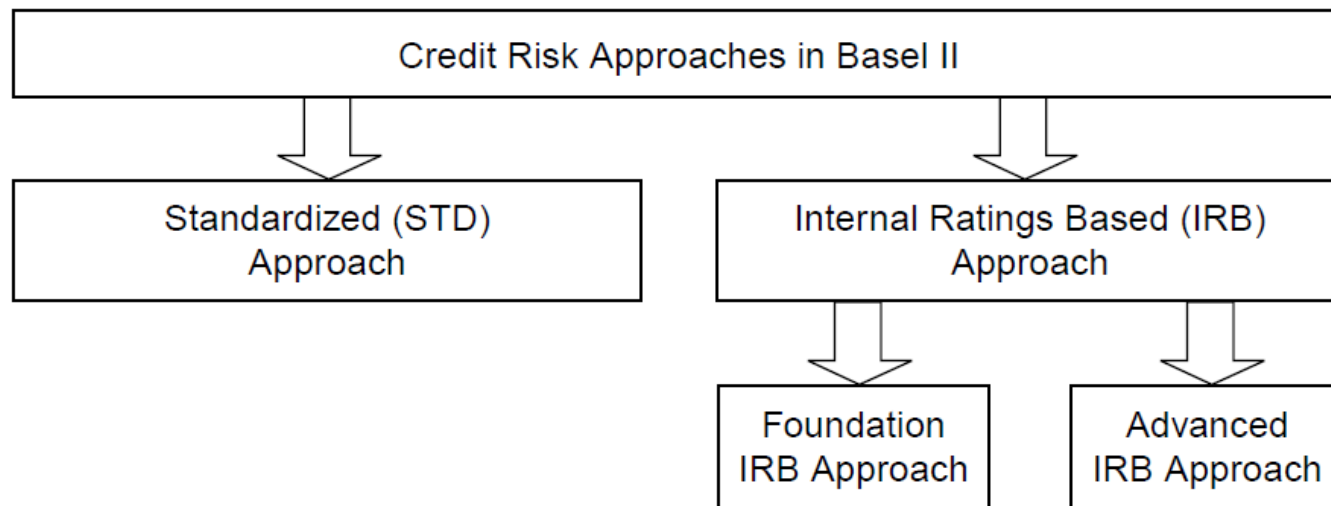 Credit Risk Approaches in Basel II
Standardized (STD)
Approach
Internal Ratings Based (IRB)
Approach
Foundation
IRB Approach
Advanced
IRB Approach